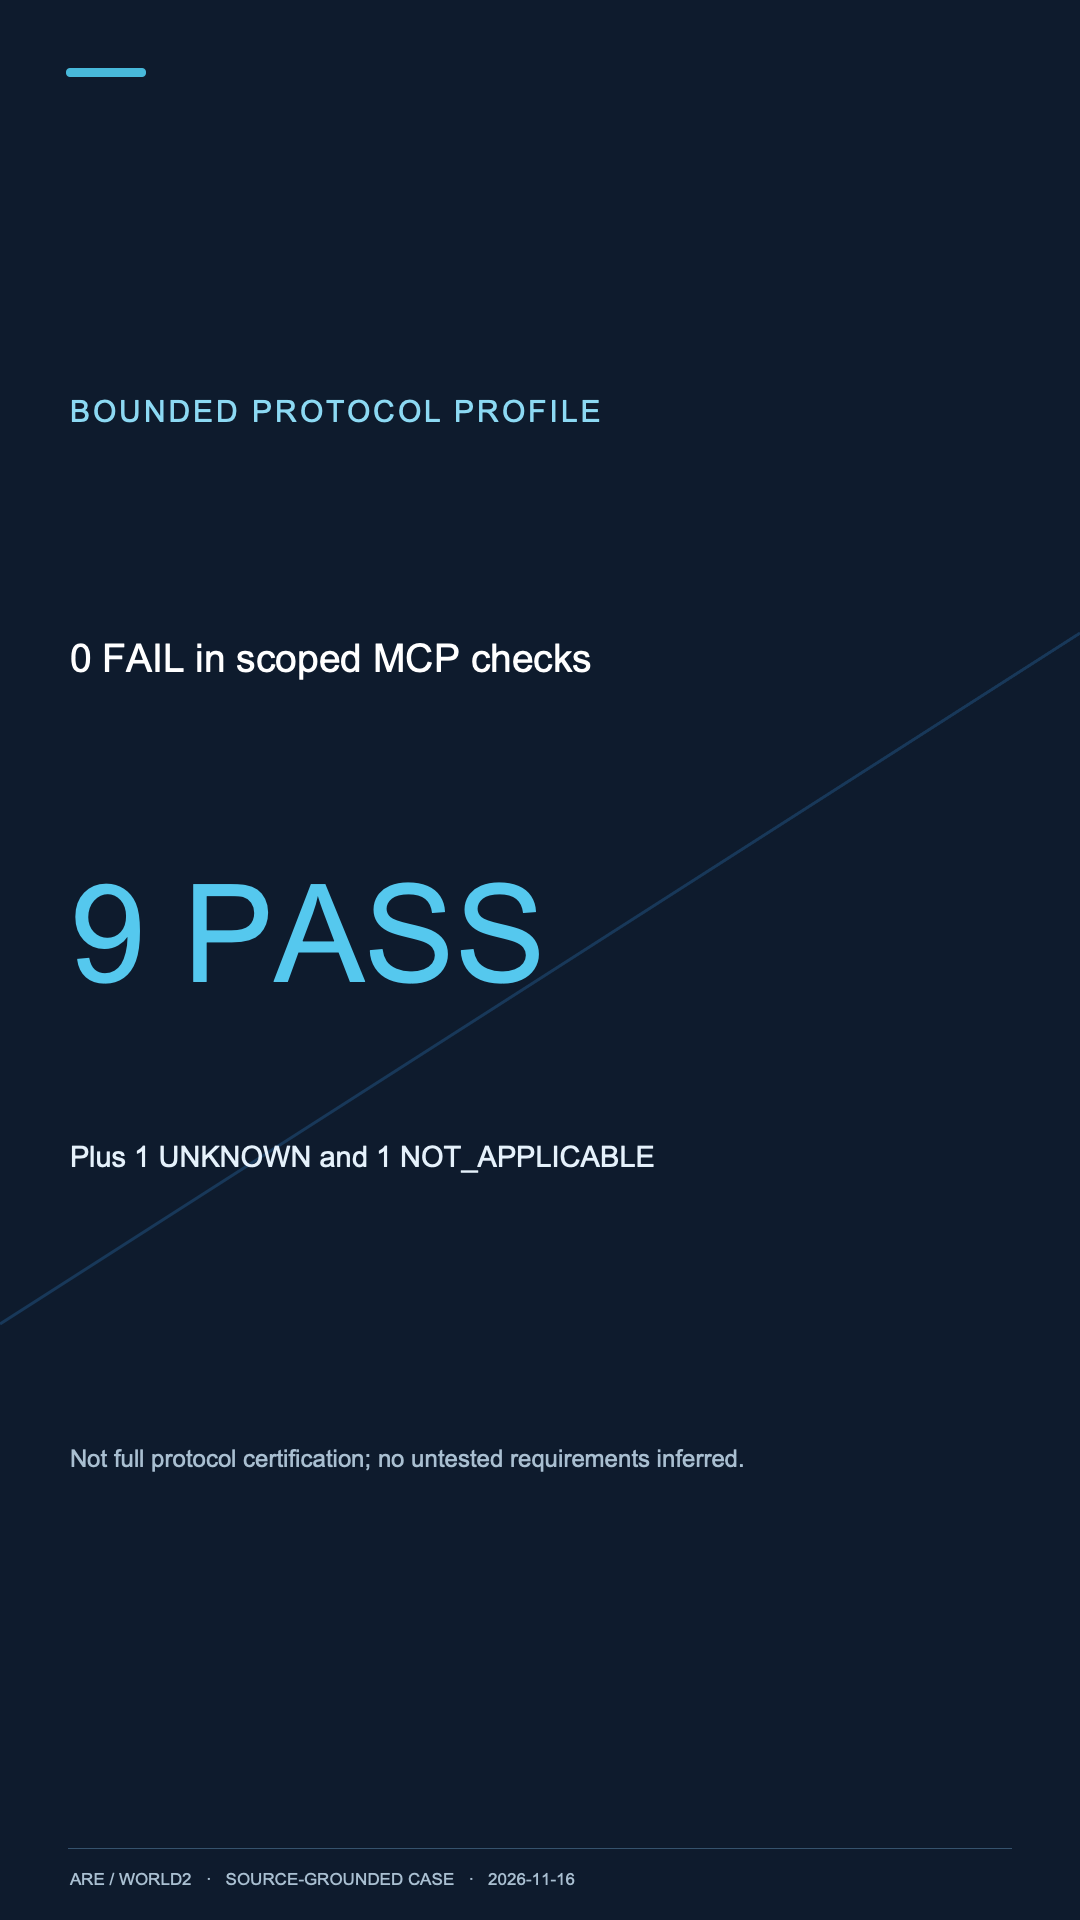 BOUNDED PROTOCOL PROFILE
0 FAIL in scoped MCP checks
9 PASS
Plus 1 UNKNOWN and 1 NOT_APPLICABLE
Not full protocol certification; no untested requirements inferred.
ARE / WORLD2 · SOURCE-GROUNDED CASE · 2026-11-16